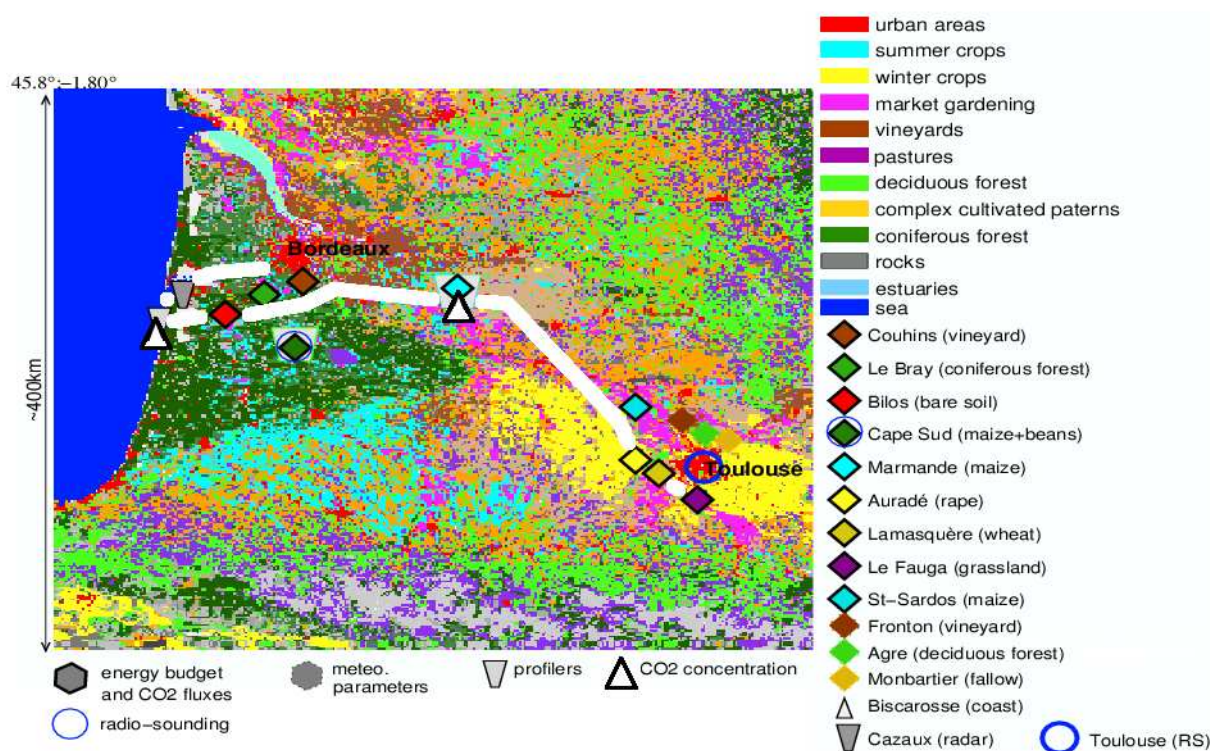 45.8°;−1.80°
~400km
Bordeaux
Toulouse
urban areas
summer crops
winter crops
market gardening
vineyards
pastures
deciduous forest
complex cultivated paterns
coniferous forest
rocks
estuaries
sea
Couhins (vineyard)
Le Bray (coniferous forest)
Bilos (bare soil)
Cape Sud (maize+beans)
Marmande (maize)
Auradé (rape)
Lamasquère (wheat)
Le Fauga (grassland)
St−Sardos (maize)
Fronton (vineyard)
Agre (deciduous forest)
Monbartier (fallow)
Biscarosse (coast)
Cazaux (radar)
Toulouse (RS)
energy budget
and CO2 fluxes
meteo.
parameters
profilers
CO2 concentration
radio−sounding